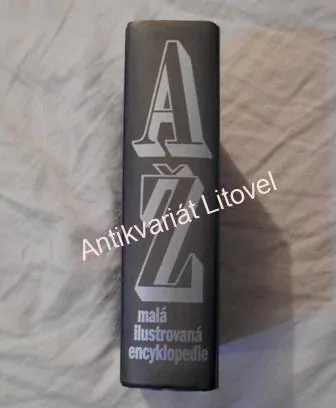 A
Ž
Antikvariát Litovel
malá
ilustrovaná
encyklopedie